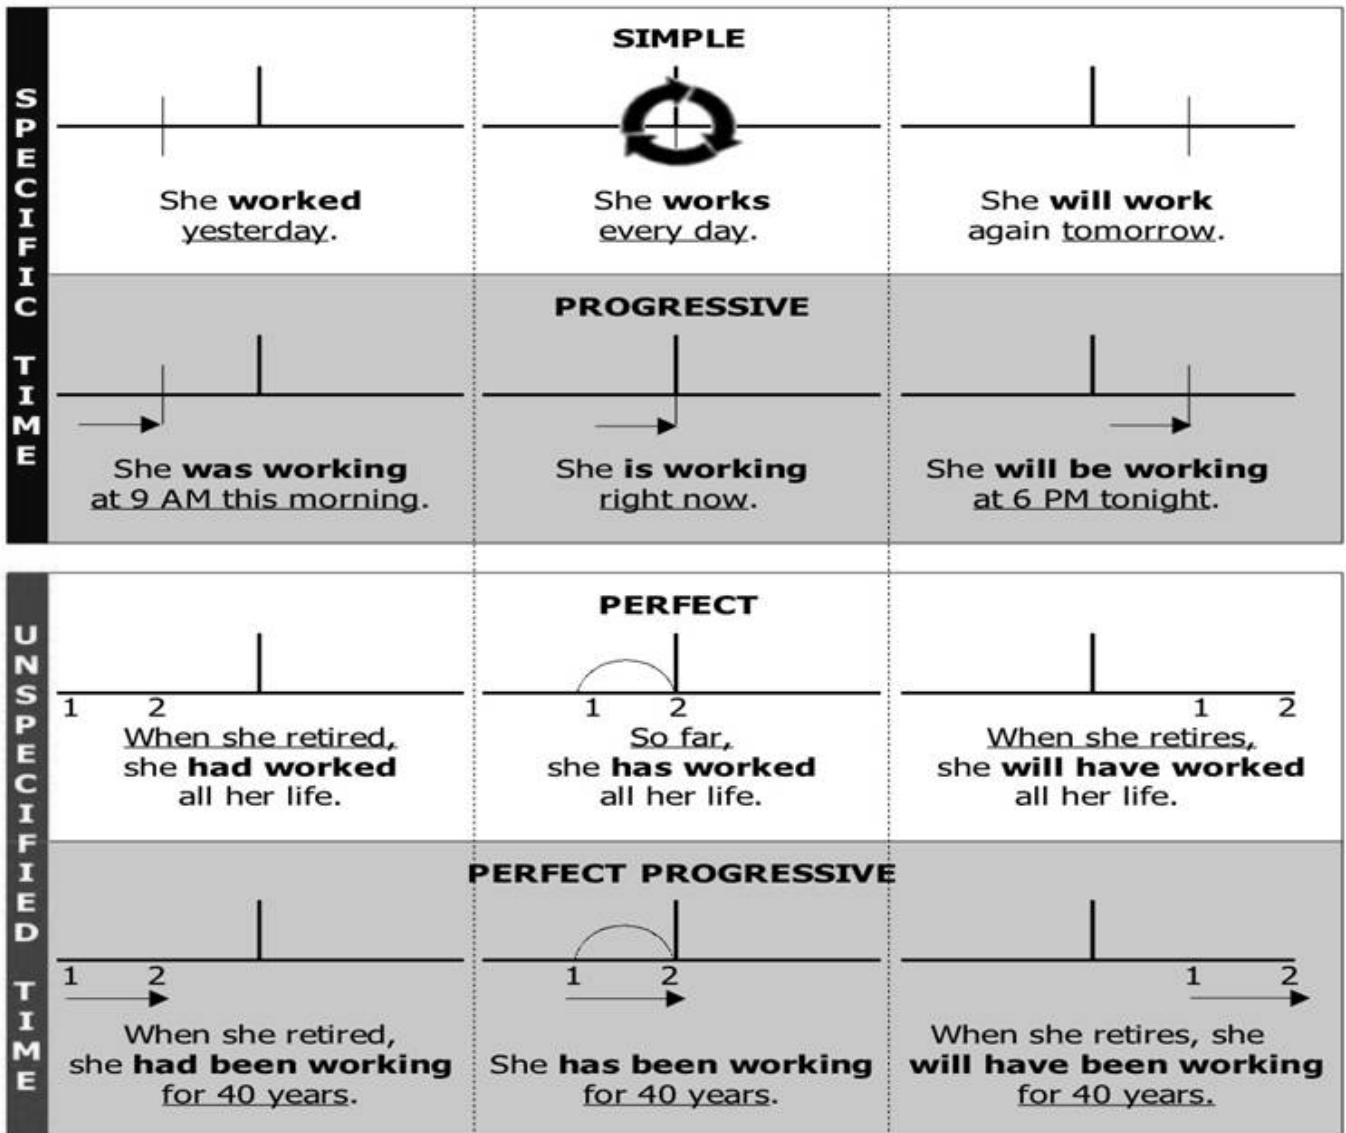 SPECIFIC TIME
SIMPLE
She worked
yesterday.
She works
every day.
She will work
again tomorrow.
PROGRESSIVE
She was working
at 9 AM this morning.
She is working
right now.
She will be working
at 6 PM tonight.
UNSPECIFIED TIME
PERFECT
1 2
When she retired,
she had worked
all her life.
1 2
So far,
she has worked
all her life.
1 2
When she retires,
she will have worked
all her life.
PERFECT PROGRESSIVE
1 2
When she retired,
she had been working
for 40 years.
1 2
She has been working
for 40 years.
1 2
When she retires, she
will have been working
for 40 years.